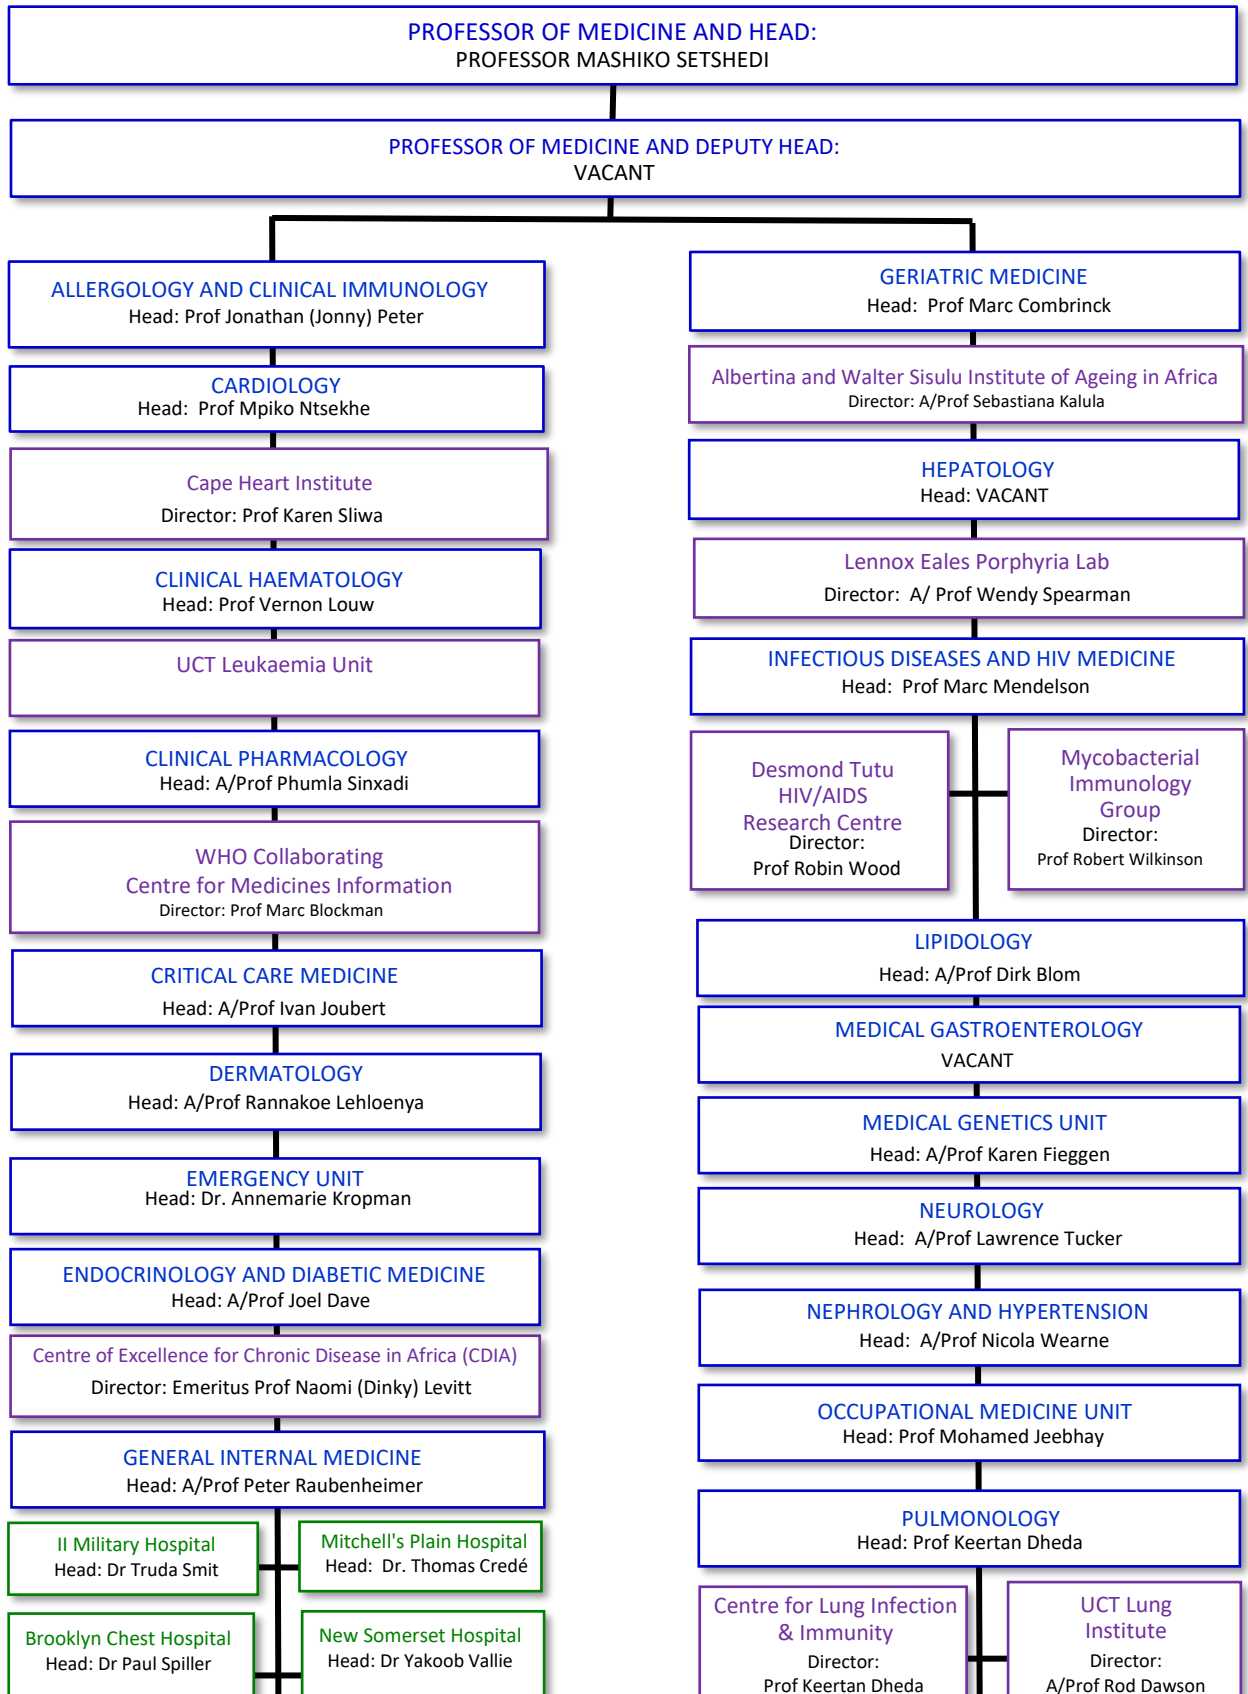 PROFESSOR OF MEDICINE AND HEAD:
PROFESSOR MASHIKO SETSHEDI
PROFESSOR OF MEDICINE AND DEPUTY HEAD:
VACANT
ALLERGOLOGY AND CLINICAL IMMUNOLOGY
Head: Prof Jonathan (Jonny) Peter
CARDIOLOGY
Head: Prof Mpiko Ntsekhe
Cape Heart Institute
Director: Prof Karen Sliwa
CLINICAL HAEMATOLOGY
Head: Prof Vernon Louw
UCT Leukaemia Unit
CLINICAL PHARMACOLOGY
Head: A/Prof Phumla Sinxadi
WHO Collaborating
Centre for Medicines Information
Director: Prof Marc Blockman
CRITICAL CARE MEDICINE
Head: A/Prof Ivan Joubert
DERMATOLOGY
Head: A/Prof Rannakoe Lehloenya
EMERGENCY UNIT
Head: Dr. Annemarie Kropman
ENDOCRINOLOGY AND DIABETIC MEDICINE
Head: A/Prof Joel Dave
Centre of Excellence for Chronic Disease in Africa (CDIA)
Director: Emeritus Prof Naomi (Dinky) Levitt
GENERAL INTERNAL MEDICINE
Head: A/Prof Peter Raubenheimer
II Military Hospital
Head: Dr Truda Smit
Mitchell's Plain Hospital
Head: Dr. Thomas Credé
Brooklyn Chest Hospital
Head: Dr Paul Spiller
New Somerset Hospital
Head: Dr Yakoob Vallie
GERIATRIC MEDICINE
Head: Prof Marc Combrinck
Albertina and Walter Sisulu Institute of Ageing in Africa
Director: A/Prof Sebastiana Kalula
HEPATOLOGY
Head: VACANT
Lennox Eales Porphyria Lab
Director: A/ Prof Wendy Spearman
INFECTIOUS DISEASES AND HIV MEDICINE
Head: Prof Marc Mendelson
Desmond Tutu
HIV/AIDS
Research Centre
Director:
Prof Robin Wood
Mycobacterial
Immunology
Group
Director:
Prof Robert Wilkinson
LIPIDOLOGY
Head: A/Prof Dirk Blom
MEDICAL GASTROENTEROLOGY
VACANT
MEDICAL GENETICS UNIT
Head: A/Prof Karen Fieggen
NEUROLOGY
Head: A/Prof Lawrence Tucker
NEPHROLOGY AND HYPERTENSION
Head: A/Prof Nicola Wearne
OCCUPATIONAL MEDICINE UNIT
Head: Prof Mohamed Jeebhay
PULMONOLOGY
Head: Prof Keertan Dheda
Centre for Lung Infection
& Immunity
Director:
Prof Keertan Dheda
UCT Lung
Institute
Director:
A/Prof Rod Dawson